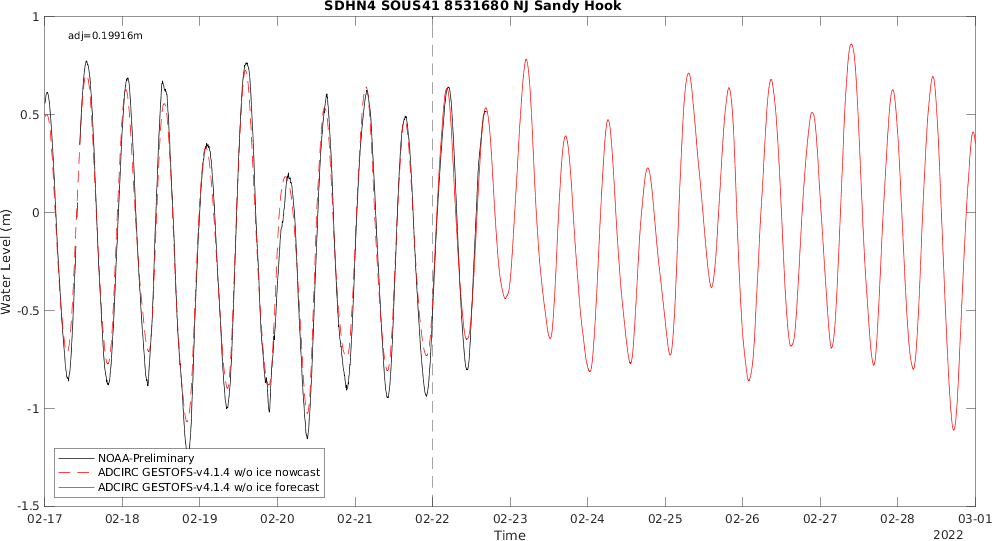 SDHN4 SOUS41 8531680 NJ Sandy Hook
adj=0.19916m
1
0.5
0
-0.5
-1
-1.5
Water Level (m)
NOAA-Preliminary
ADCIRC GESTOFS-v4.1.4 w/o ice nowcast
ADCIRC GESTOFS-v4.1.4 w/o ice forecast
02-17 02-18 02-19 02-20 02-21 02-22 02-23 02-24 02-25 02-26 02-27 02-28 03-01
Time
2022